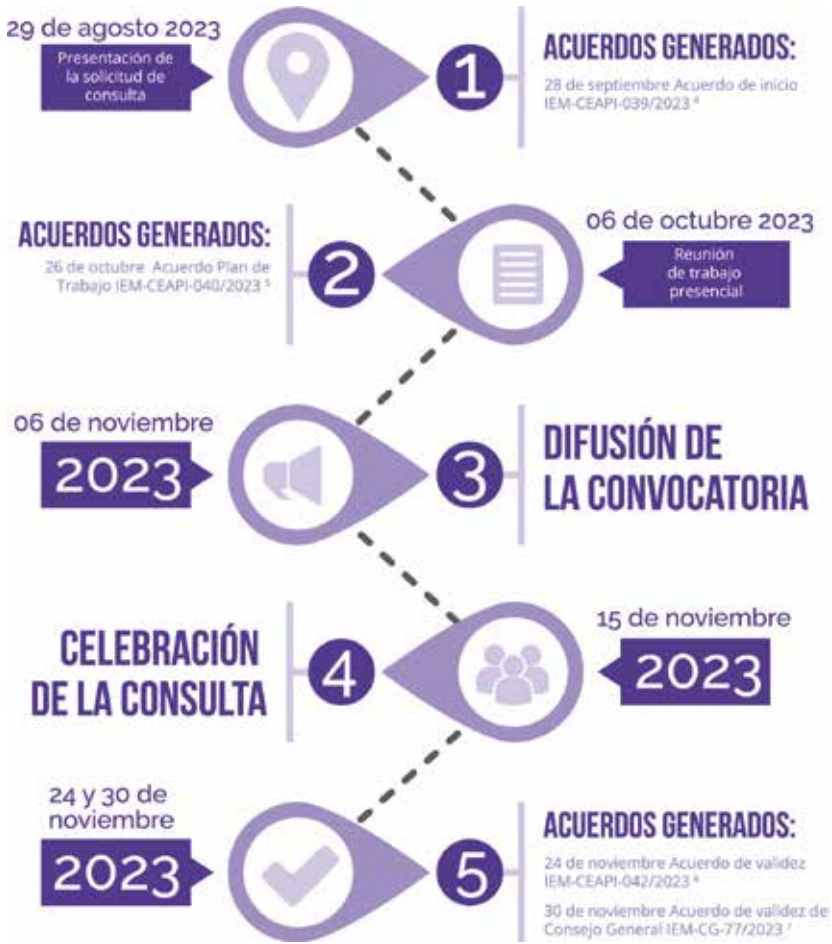 29 de agosto 2023
Presentación de
la solicitud de
consulta
1
ACUERDOS GENERADOS:
28 de septiembre Acuerdo de inicio
IEM-CEAPI-039/2023 4
ACUERDOS GENERADOS:
26 de octubre Acuerdo Plan de
Trabajo IEM-CEAPI-040/2023 5
2
06 de octubre 2023
Reunión
de trabajo
presencial
06 de noviembre
2023
3
DIFUSIÓN DE
LA CONVOCATORIA
CELEBRACIÓN
DE LA CONSULTA
4
15 de noviembre
2023
24 y 30 de
noviembre
2023
5
ACUERDOS GENERADOS:
24 de noviembre Acuerdo de validez
IEM-CEAPI-042/2023 6
30 de noviembre Acuerdo de validez de
Consejo General IEM-CG-77/2023 7